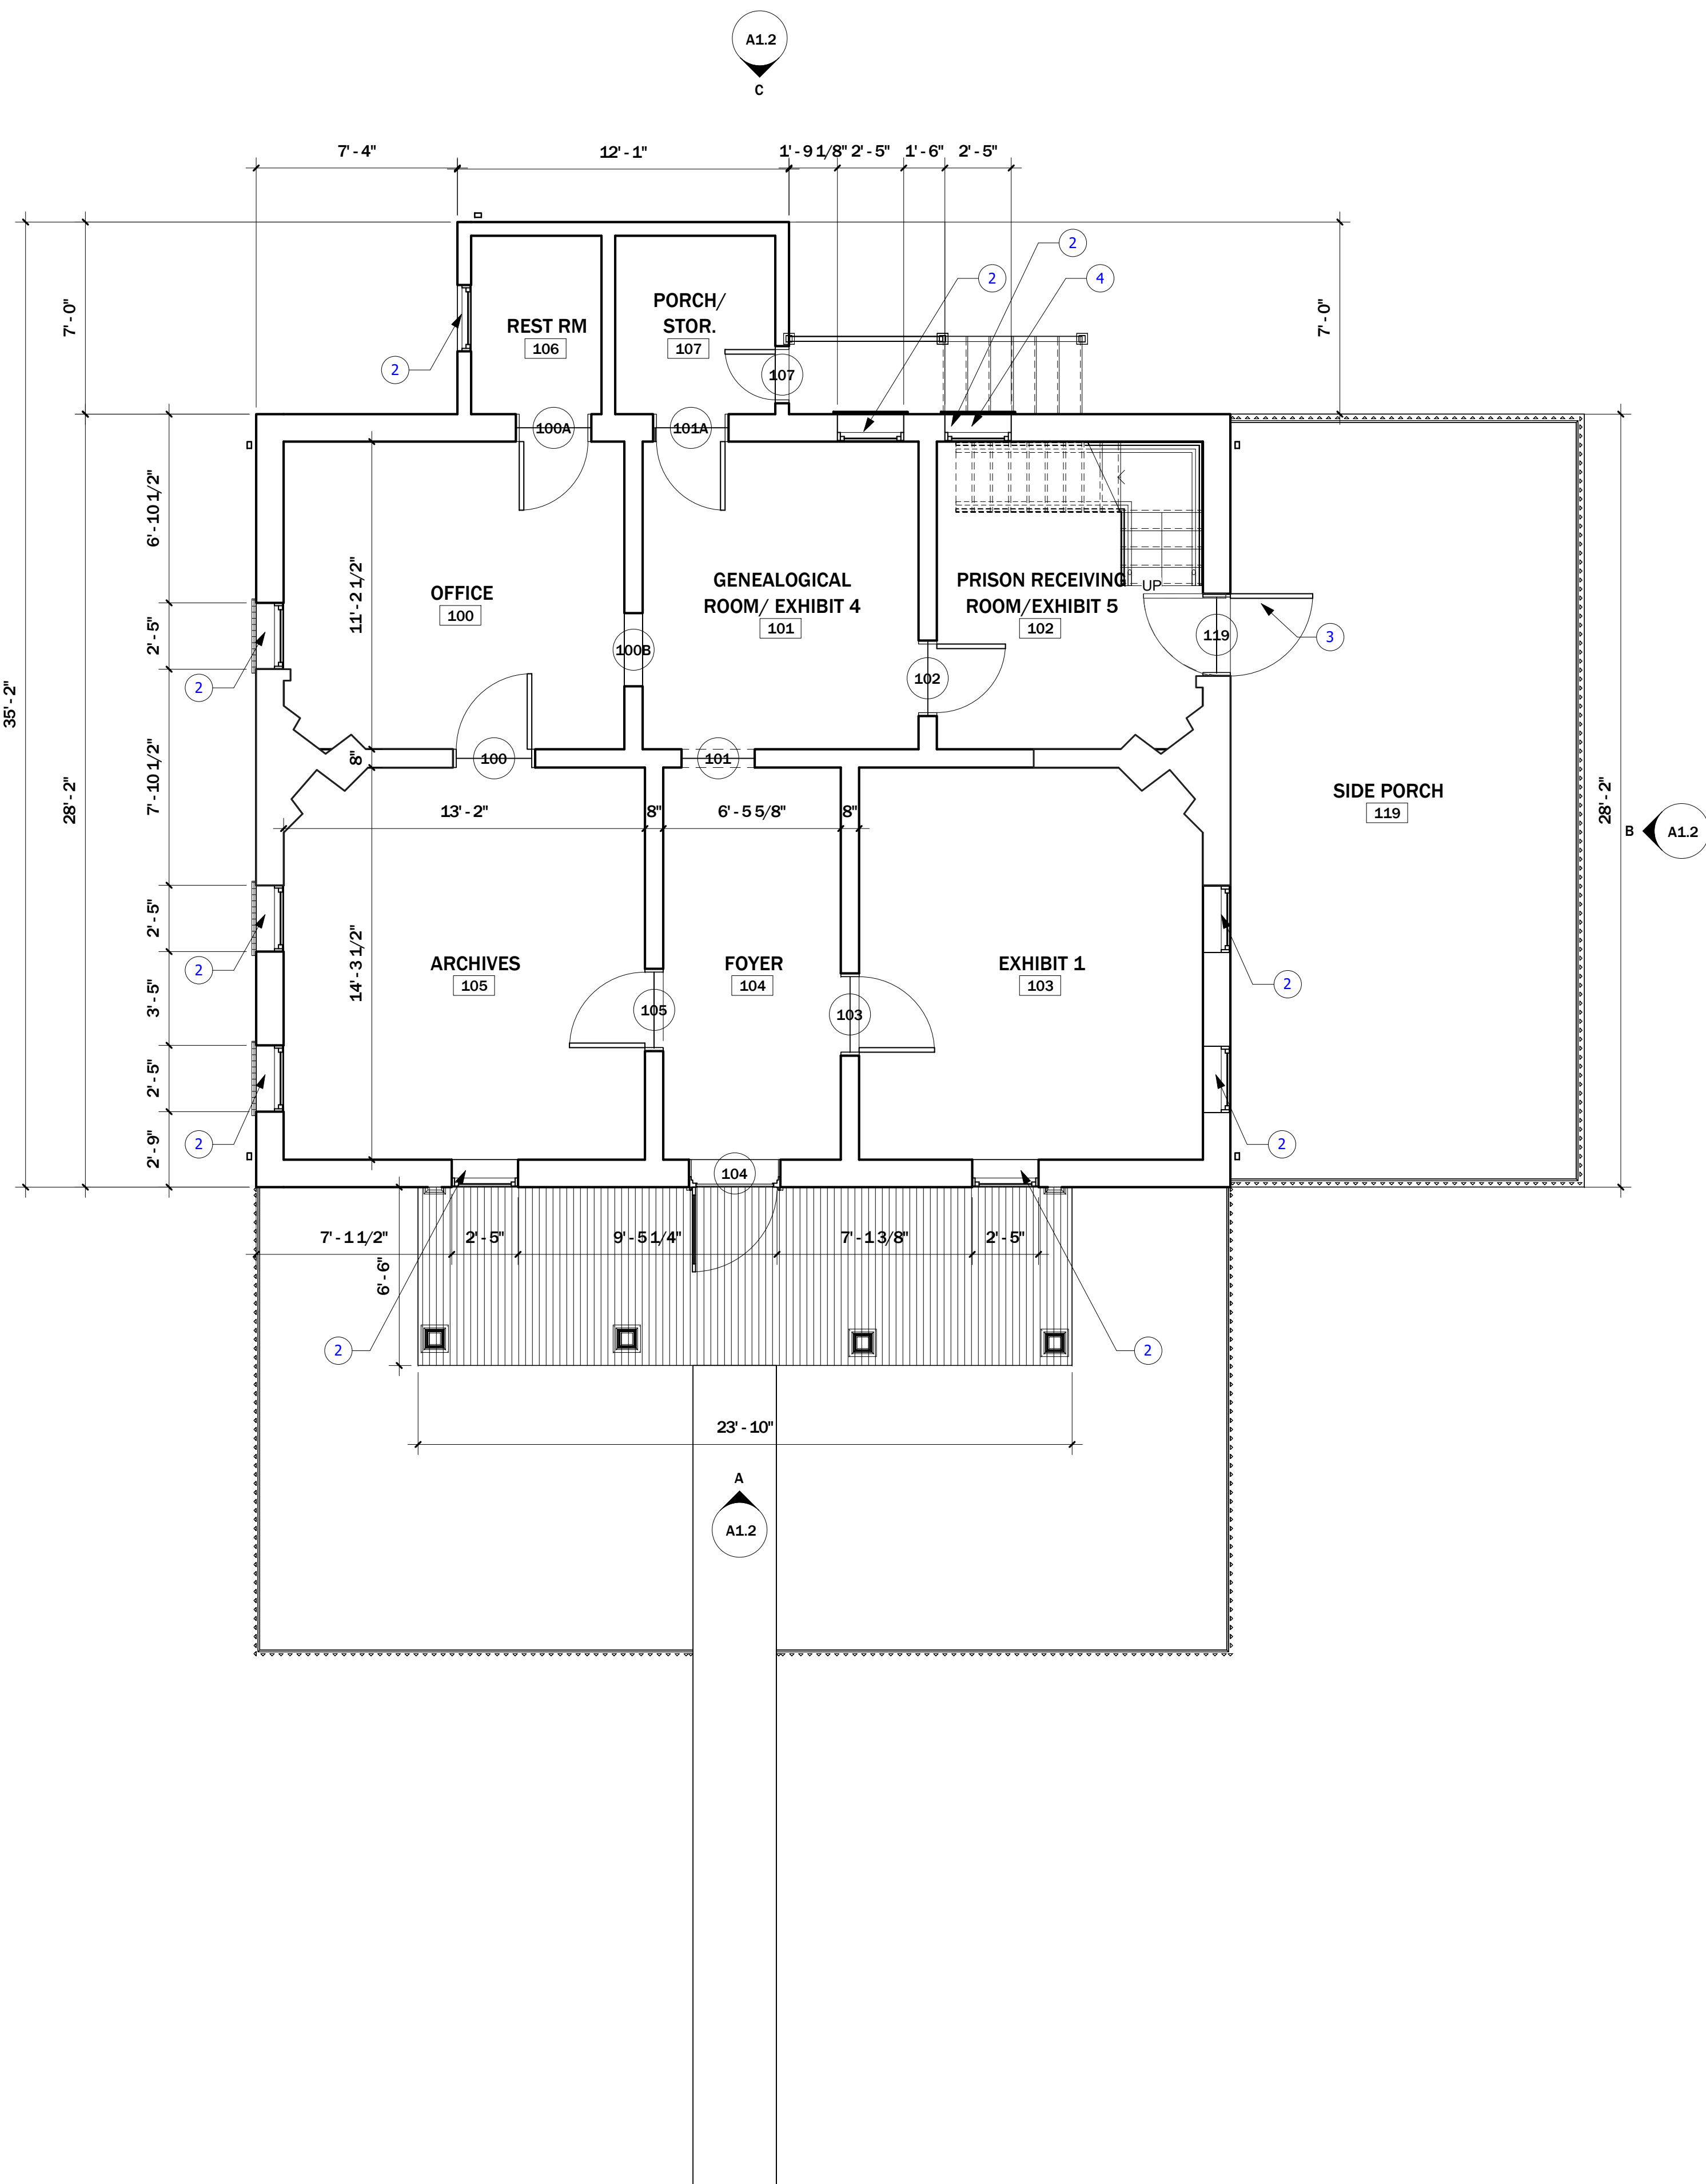 A1.2
C
7' - 4"
12' - 1"
1' - 9 1/8"
2' - 5"
1' - 6"
2' - 5"
2
2
4
7' - 0"
7' - 0"
REST RM
106
PORCH/
STOR.
107
2
107
100A
101A
6' - 10 1/2"
11' - 2 1/2"
OFFICE
100
GENEALOGICAL
ROOM/ EXHIBIT 4
101
PRISON RECEIVING
ROOM/EXHIBIT 5
102
UP
2' - 5"
100B
119
3
102
2
35' - 2"
28' - 2"
7' - 10 1/2"
8"
100
101
SIDE PORCH
119
28' - 2"
B
A1.2
13' - 2"
8"
6' - 5 5/8"
8"
2' - 5"
14' - 3 1/2"
ARCHIVES
105
FOYER
104
EXHIBIT 1
103
2
2
3' - 5"
105
103
2' - 5"
2' - 9"
2
2
104
7' - 1 1/2"
2' - 5"
9' - 5 1/4"
7' - 1 3/8"
2' - 5"
6' - 6"
2
2
23' - 10"
A
A1.2